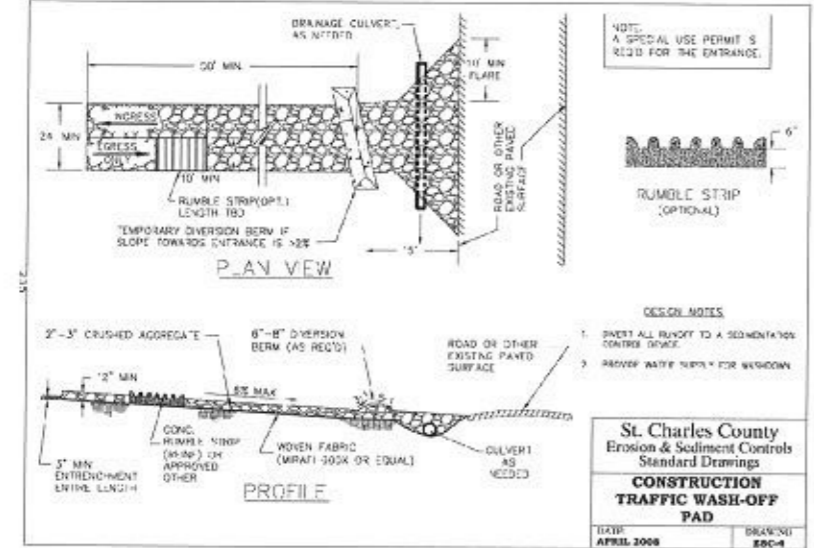 DRAINAGE CULVERT,
AS NEEDED
NOTE:
A SPECIAL USE PERMIT IS
REQ'D FOR THE ENTRANCE.
MIN.
10' MIN
FLARE
24' MIN
INGRESS
EGRESS
ONLY
10' MIN
RUMBLE STRIP(OPT.)
LENGTH TBD
TEMPORARY DIVERSION BERM IF
SLOPE TOWARDS ENTRANCE IS >2%
ROAD OR OTHER
EXISTING PAVED
SURFACE
15'
PLAN VIEW
6"
RUMBLE STRIP
(OPTIONAL)
235
DESIGN NOTES
1. DIVERT ALL RUNOFF TO A SEDIMENTATION
CONTROL DEVICE.
2. PROVIDE WATER SUPPLY FOR WASHDOWN
2"-3" CRUSHED AGGREGATE
6"-8" DIVERSION
BERM (AS REQ'D)
ROAD OR OTHER
EXISTING PAVED
SURFACE
12" MIN
MAX
CONC.
RUMBLE STRIP
OR
APPROVED
OTHER
WOVEN FABRIC
(MIRAFI 600X OR EQUAL)
CULVERT
AS
NEEDED
3" MIN
ENTRENCHMENT
ENTIRE LENGTH
PROFILE
St. Charles County
Erosion & Sediment Controls
Standard Drawings
CONSTRUCTION
TRAFFIC WASH-OFF
PAD
DATE:
APRIL 2008
DRAWING
ESC-4